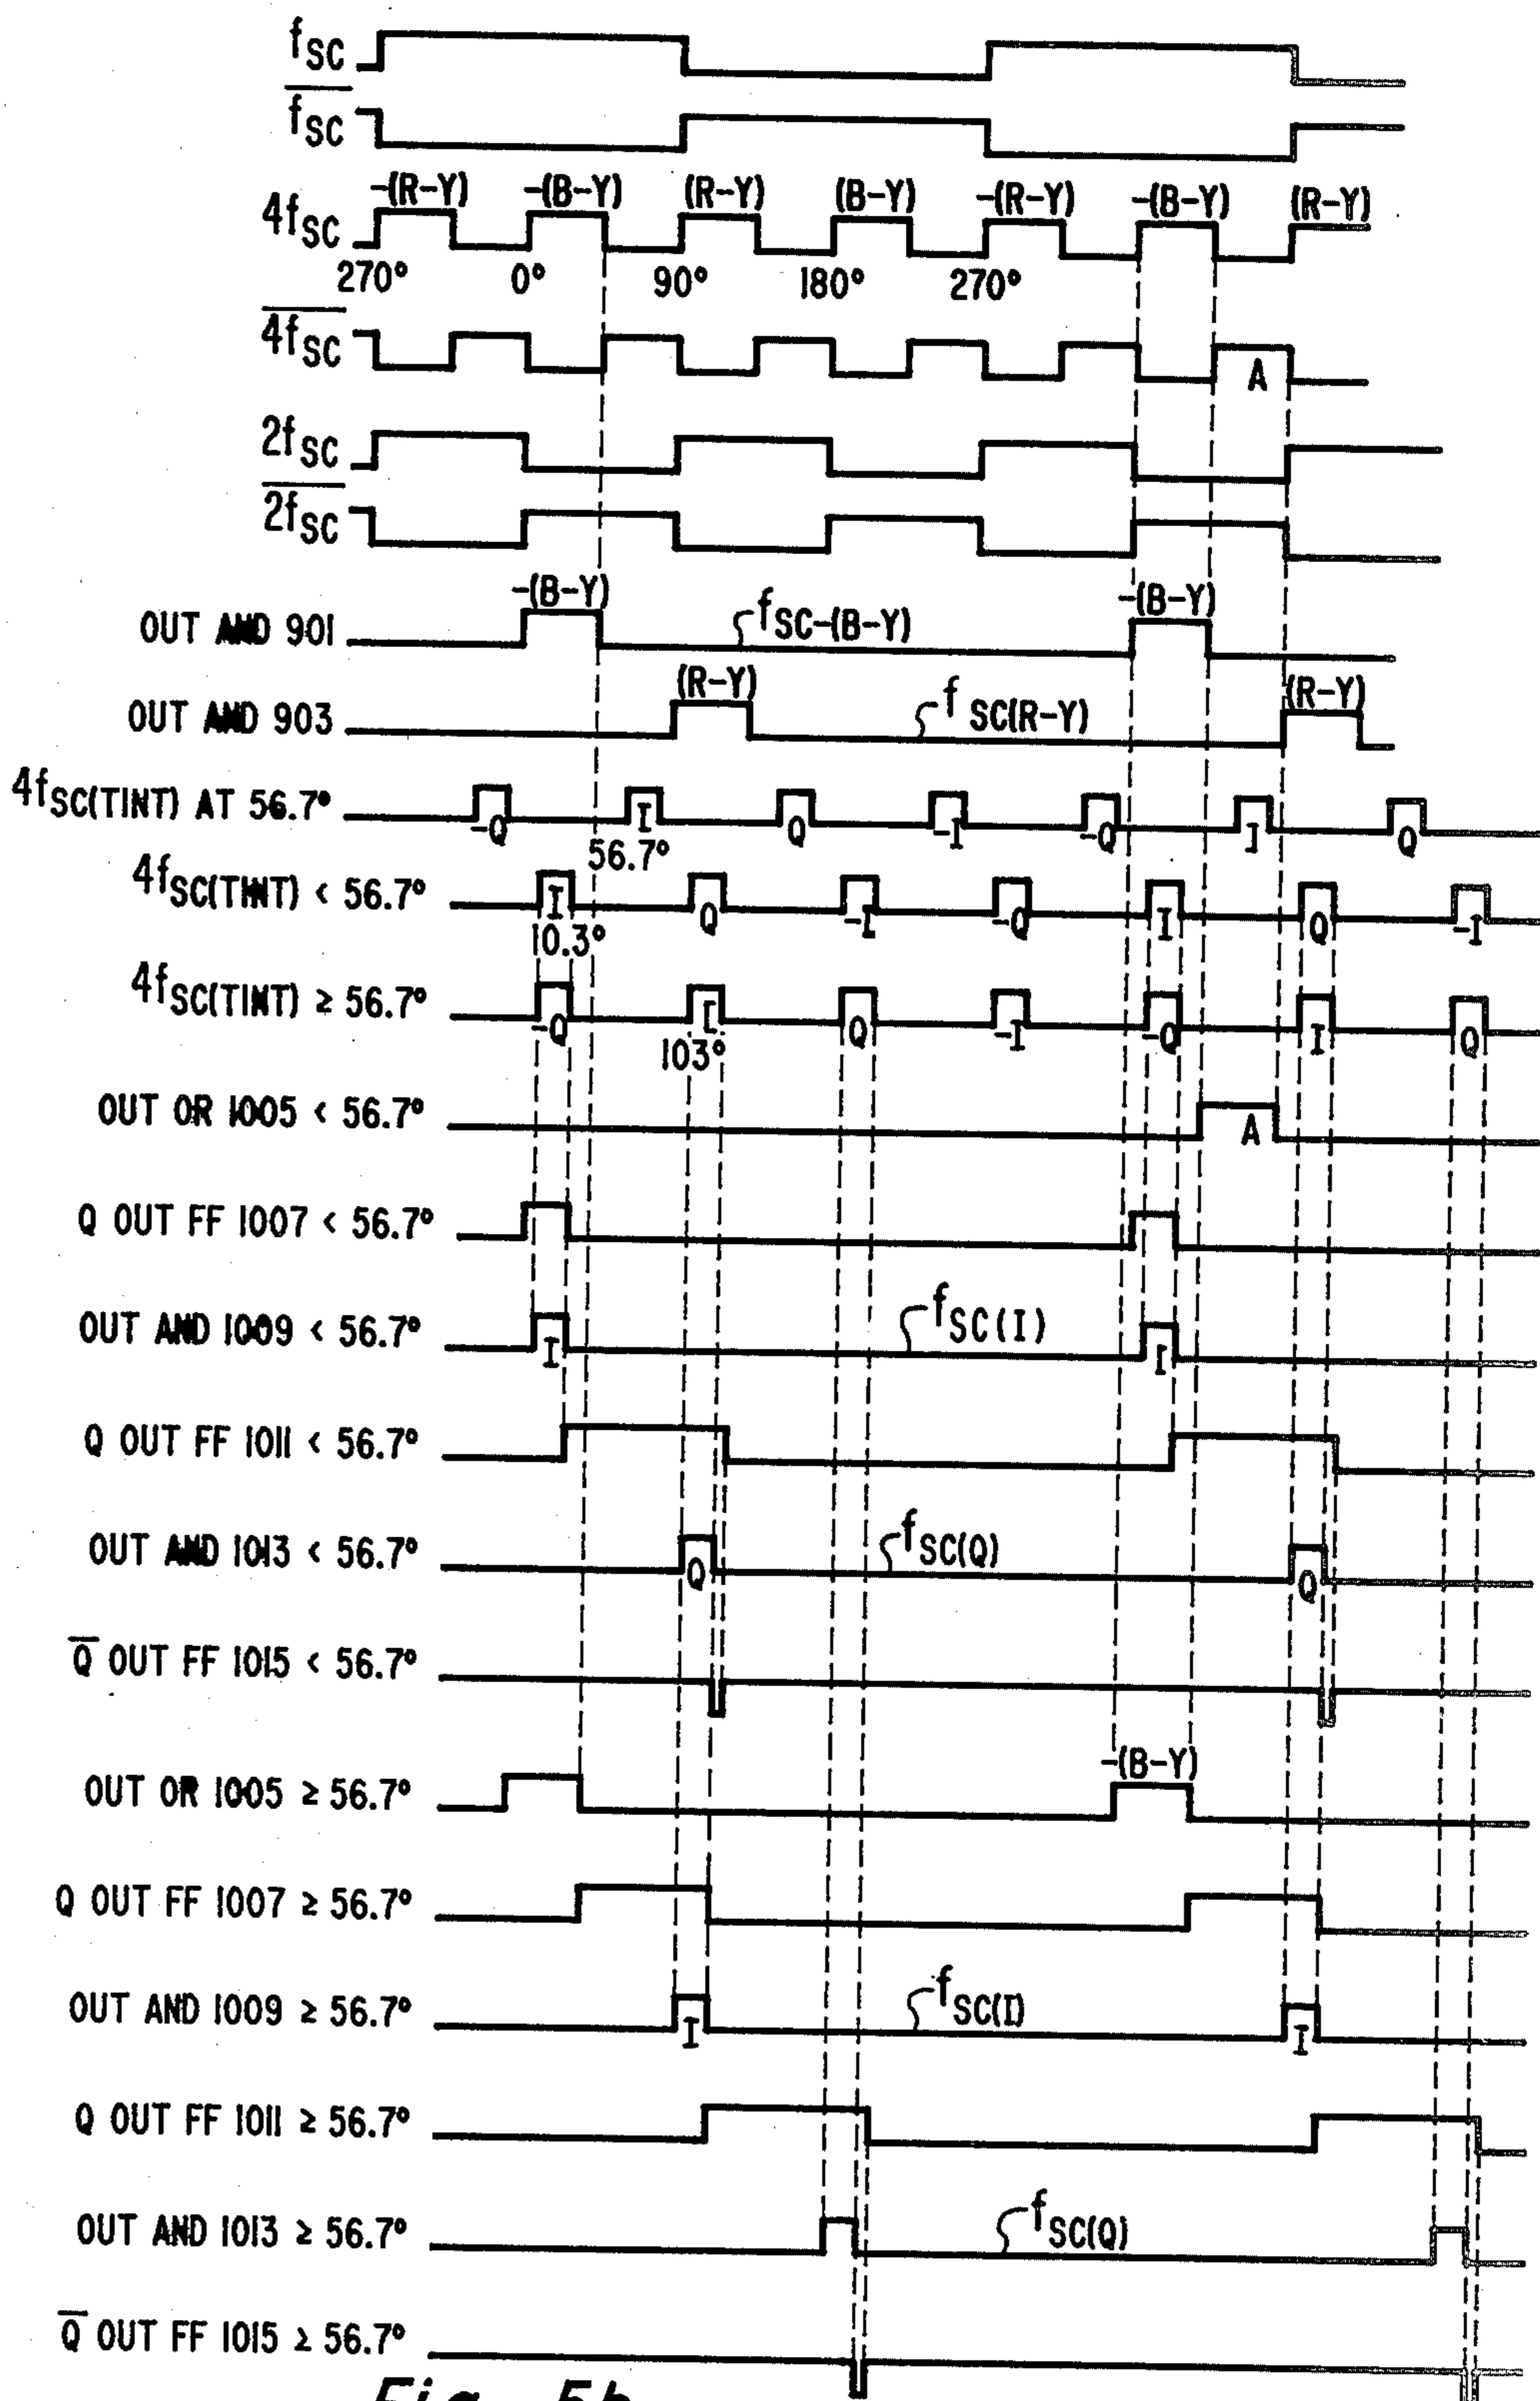 fSC
f̅S̅C̅
-(R-Y) -(B-Y) (R-Y) (B-Y) -(R-Y) -(B-Y) (R-Y)
4fSC
270° 0° 90° 180° 270°
4̅f̅S̅C̅
A
2fSC
2̅f̅S̅C̅
-(B-Y) -(B-Y)
OUT AND 901 fSC-(B-Y)
(R-Y) (R-Y)
OUT AND 903 fSC(R-Y)
4fSC(TINT) AT 56.7° -Q I Q -I -Q I Q
56.7°
4fSC(TINT) < 56.7° I Q -I -Q I Q -I
10.3°
4fSC(TINT) ≥ 56.7° -Q I Q -I -Q I Q
103°
OUT OR 1005 < 56.7° A
Q OUT FF 1007 < 56.7°
OUT AND 1009 < 56.7° I fSC(I) I
Q OUT FF 1011 < 56.7°
OUT AND 1013 < 56.7° Q fSC(Q) Q
Q̅ OUT FF 1015 < 56.7°
-(B-Y)
OUT OR 1005 ≥ 56.7°
Q OUT FF 1007 ≥ 56.7°
OUT AND 1009 ≥ 56.7° I fSC(I) I
Q OUT FF 1011 ≥ 56.7°
OUT AND 1013 ≥ 56.7° fSC(Q)
Q̅ OUT FF 1015 ≥ 56.7°
Fig. 5b